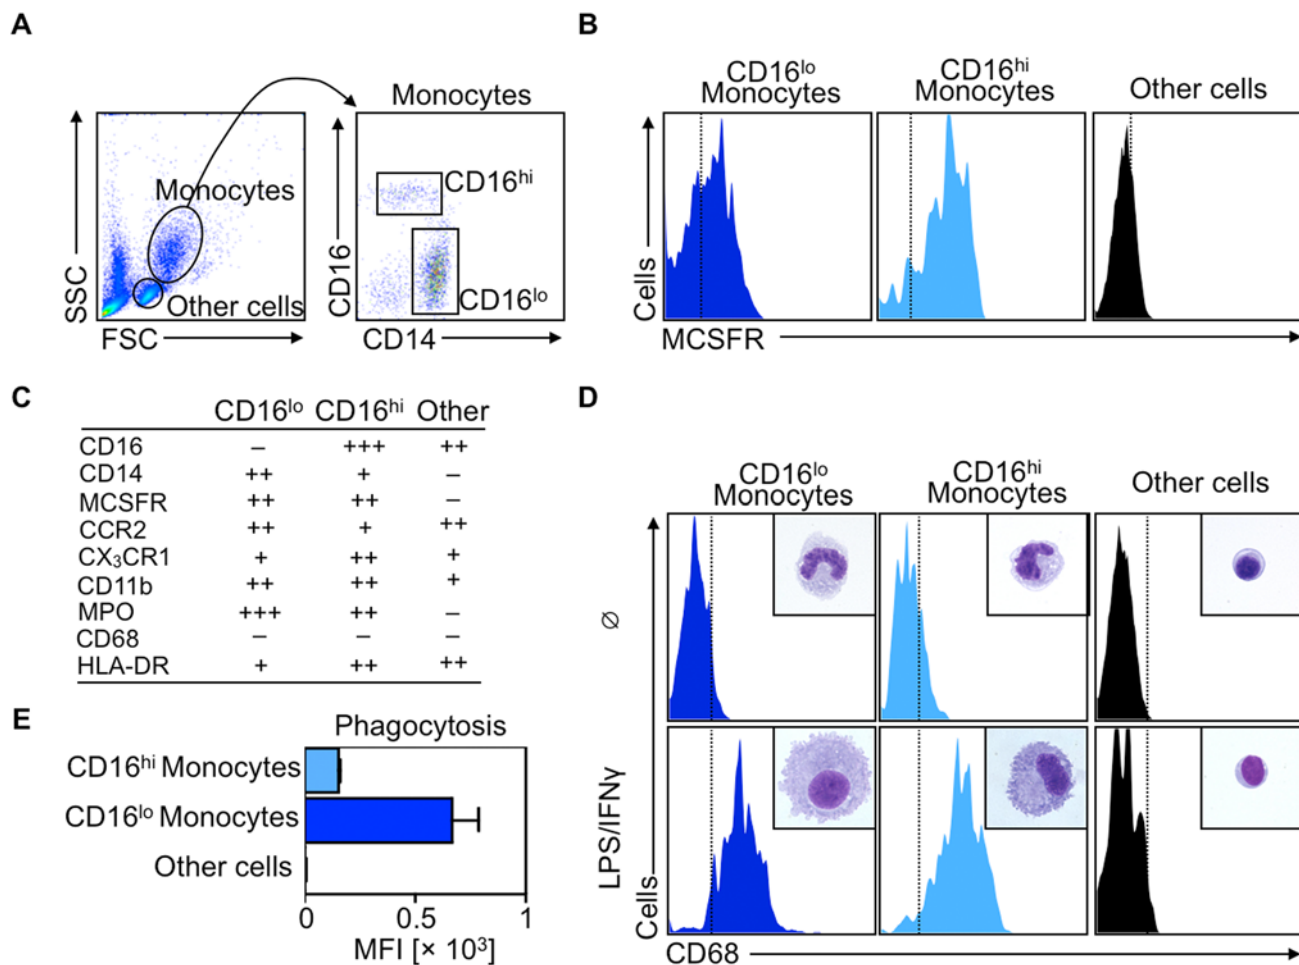 A
SSC
FSC
Monocytes
Other cells
Monocytes
CD16
CD14
CD16hi
CD16lo
B
CD16lo
Monocytes
CD16hi
Monocytes
Other cells
Cells
MCSFR
C
CD16lo CD16hi Other
CD16 – +++ ++
CD14 ++ + –
MCSFR ++ ++ –
CCR2 ++ + ++
CX3CR1 + ++ +
CD11b ++ ++ +
MPO +++ ++ –
CD68 – – –
HLA-DR + ++ ++
D
CD16lo
Monocytes
CD16hi
Monocytes
Other cells
Ø
LPS/IFNγ
Cells
CD68
E
Phagocytosis
CD16hi Monocytes
CD16lo Monocytes
Other cells
0 0.5 1
MFI [× 10³]